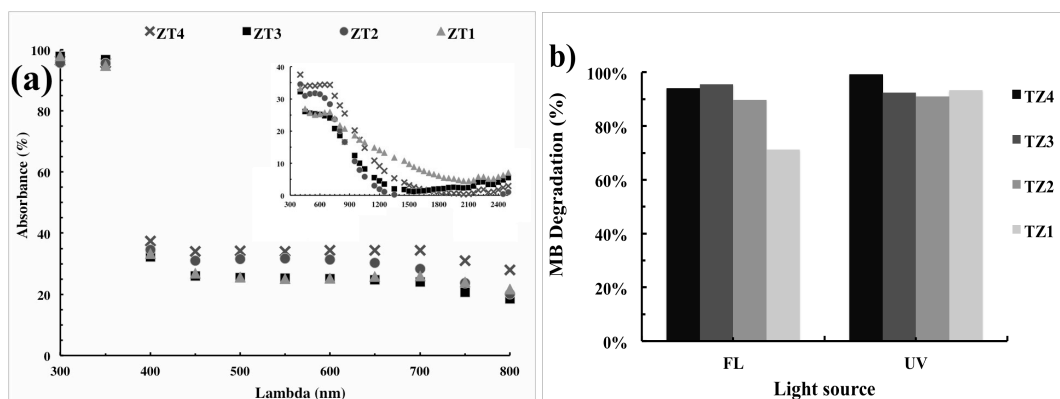 ZT4 ZT3 ZT2 ZT1
(a)
Absorbance (%)
100
80
60
40
20
0
300 400 500 600 700 800
Lambda (nm)
40
30
20
10
0
300 600 900 1200 1500 1800 2100 2400
b)
MB Degradation (%)
100%
80%
60%
40%
20%
0%
FL UV
Light source
TZ4
TZ3
TZ2
TZ1